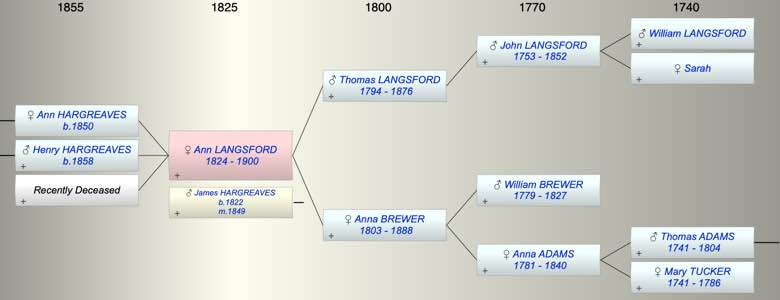 1855
1825
1800
1770
1740
♂ William LANGSFORD
+
♂ John LANGSFORD
1753 - 1852
+
♀ Sarah
+
♂ Thomas LANGSFORD
1794 - 1876
+
♀ Ann HARGREAVES
b.1850
+
♂ Henry HARGREAVES
b.1858
+
Recently Deceased
+
♀ Ann LANGSFORD
1824 - 1900
+
♂ James HARGREAVES
b.1822
m.1849
+
♂ William BREWER
1779 - 1827
+
♀ Anna BREWER
1803 - 1888
+
♀ Anna ADAMS
1781 - 1840
+
♂ Thomas ADAMS
1741 - 1804
+
♀ Mary TUCKER
1741 - 1786
+